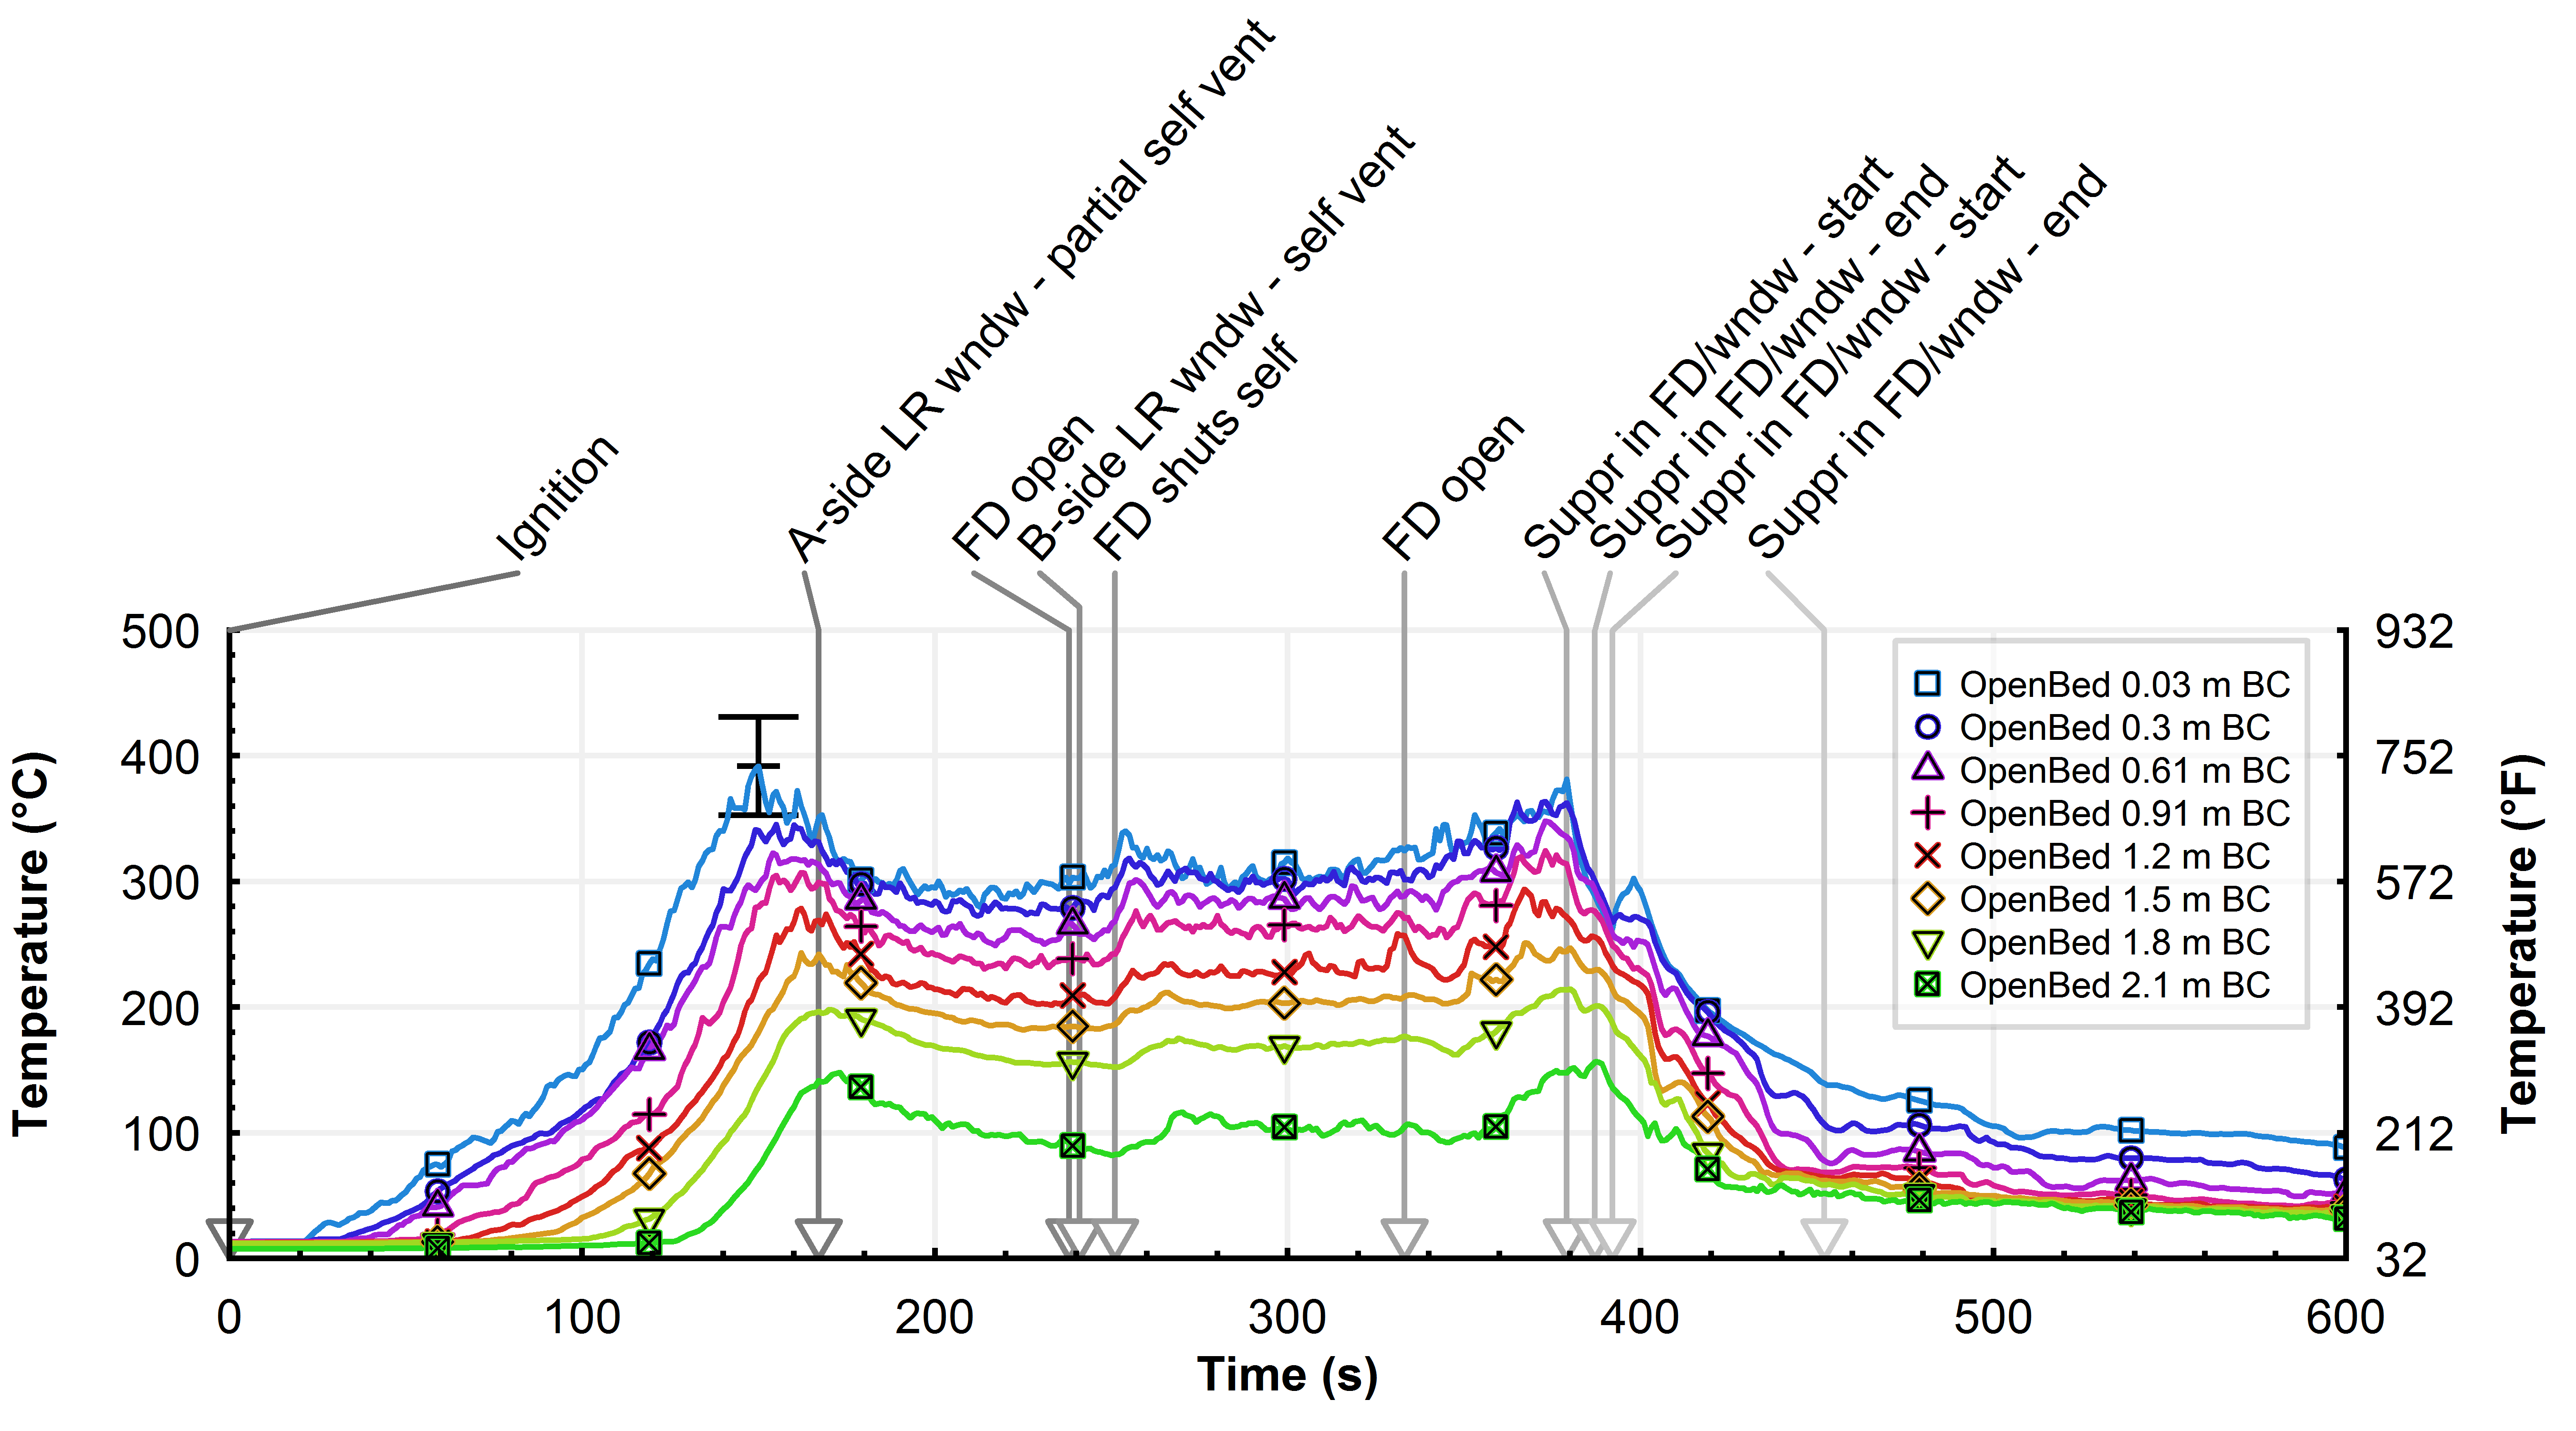 Ignition
A-side LR wndw - partial self vent
FD open
B-side LR wndw - self vent
FD shuts self
FD open
Suppr in FD/wndw - start
Suppr in FD/wndw - end
Suppr in FD/wndw - start
Suppr in FD/wndw - end
Temperature (°C)
500
400
300
200
100
0
932
752
572
392
212
32
Temperature (°F)
OpenBed 0.03 m BC
OpenBed 0.3 m BC
OpenBed 0.61 m BC
OpenBed 0.91 m BC
OpenBed 1.2 m BC
OpenBed 1.5 m BC
OpenBed 1.8 m BC
OpenBed 2.1 m BC
0 100 200 300 400 500 600
Time (s)